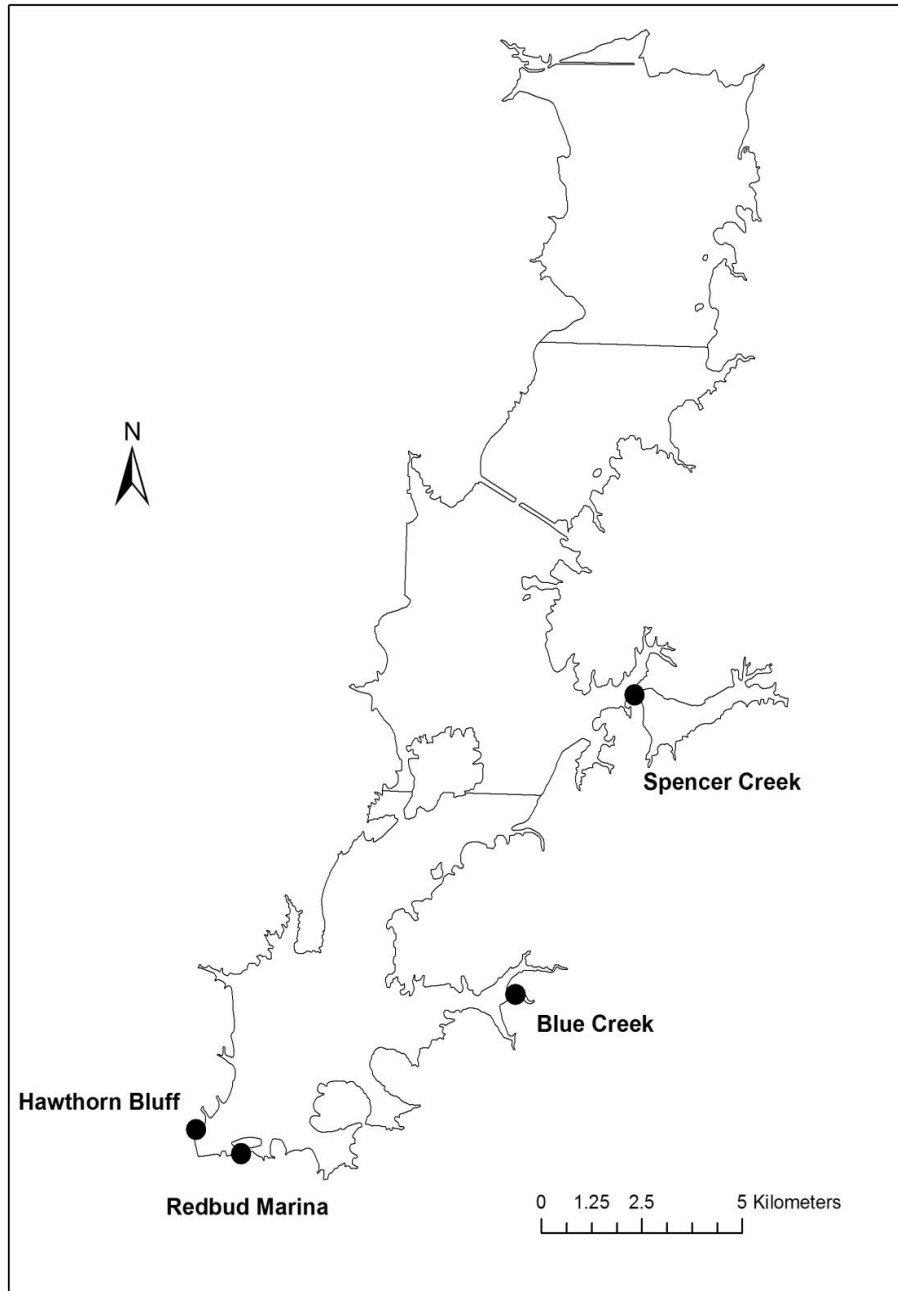 N
Spencer Creek
Blue Creek
Hawthorn Bluff
Redbud Marina
0 1.25 2.5 5 Kilometers